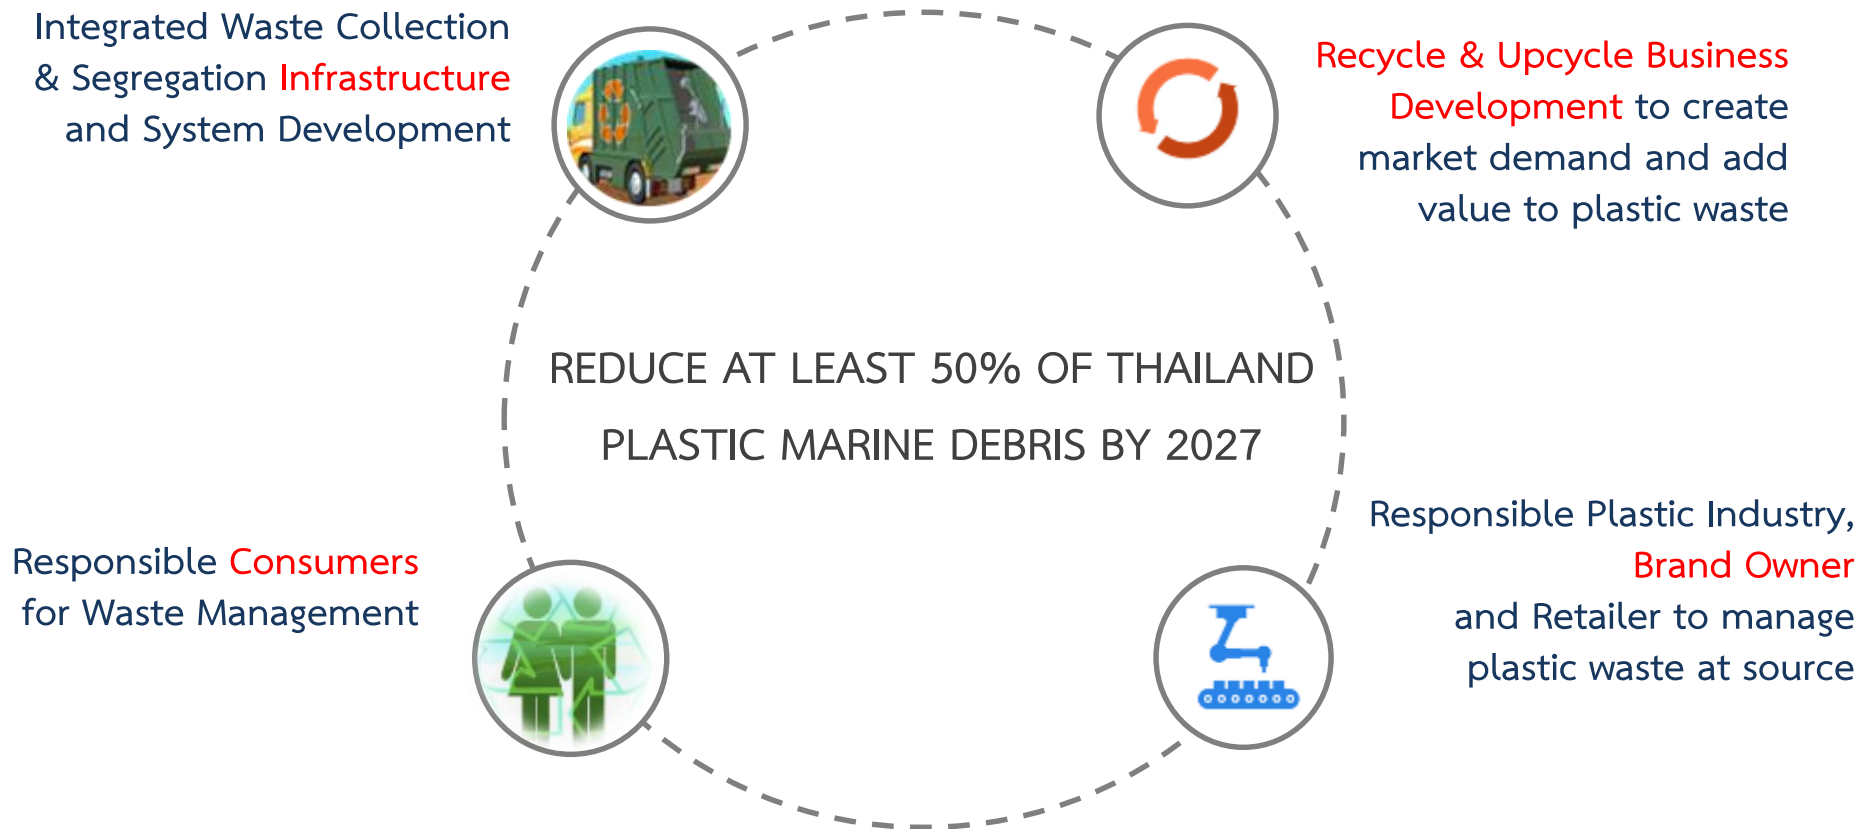 Integrated Waste Collection
& Segregation Infrastructure
and System Development
Recycle & Upcycle Business
Development to create
market demand and add
value to plastic waste
REDUCE AT LEAST 50% OF THAILAND
PLASTIC MARINE DEBRIS BY 2027
Responsible Consumers
for Waste Management
Responsible Plastic Industry,
Brand Owner
and Retailer to manage
plastic waste at source